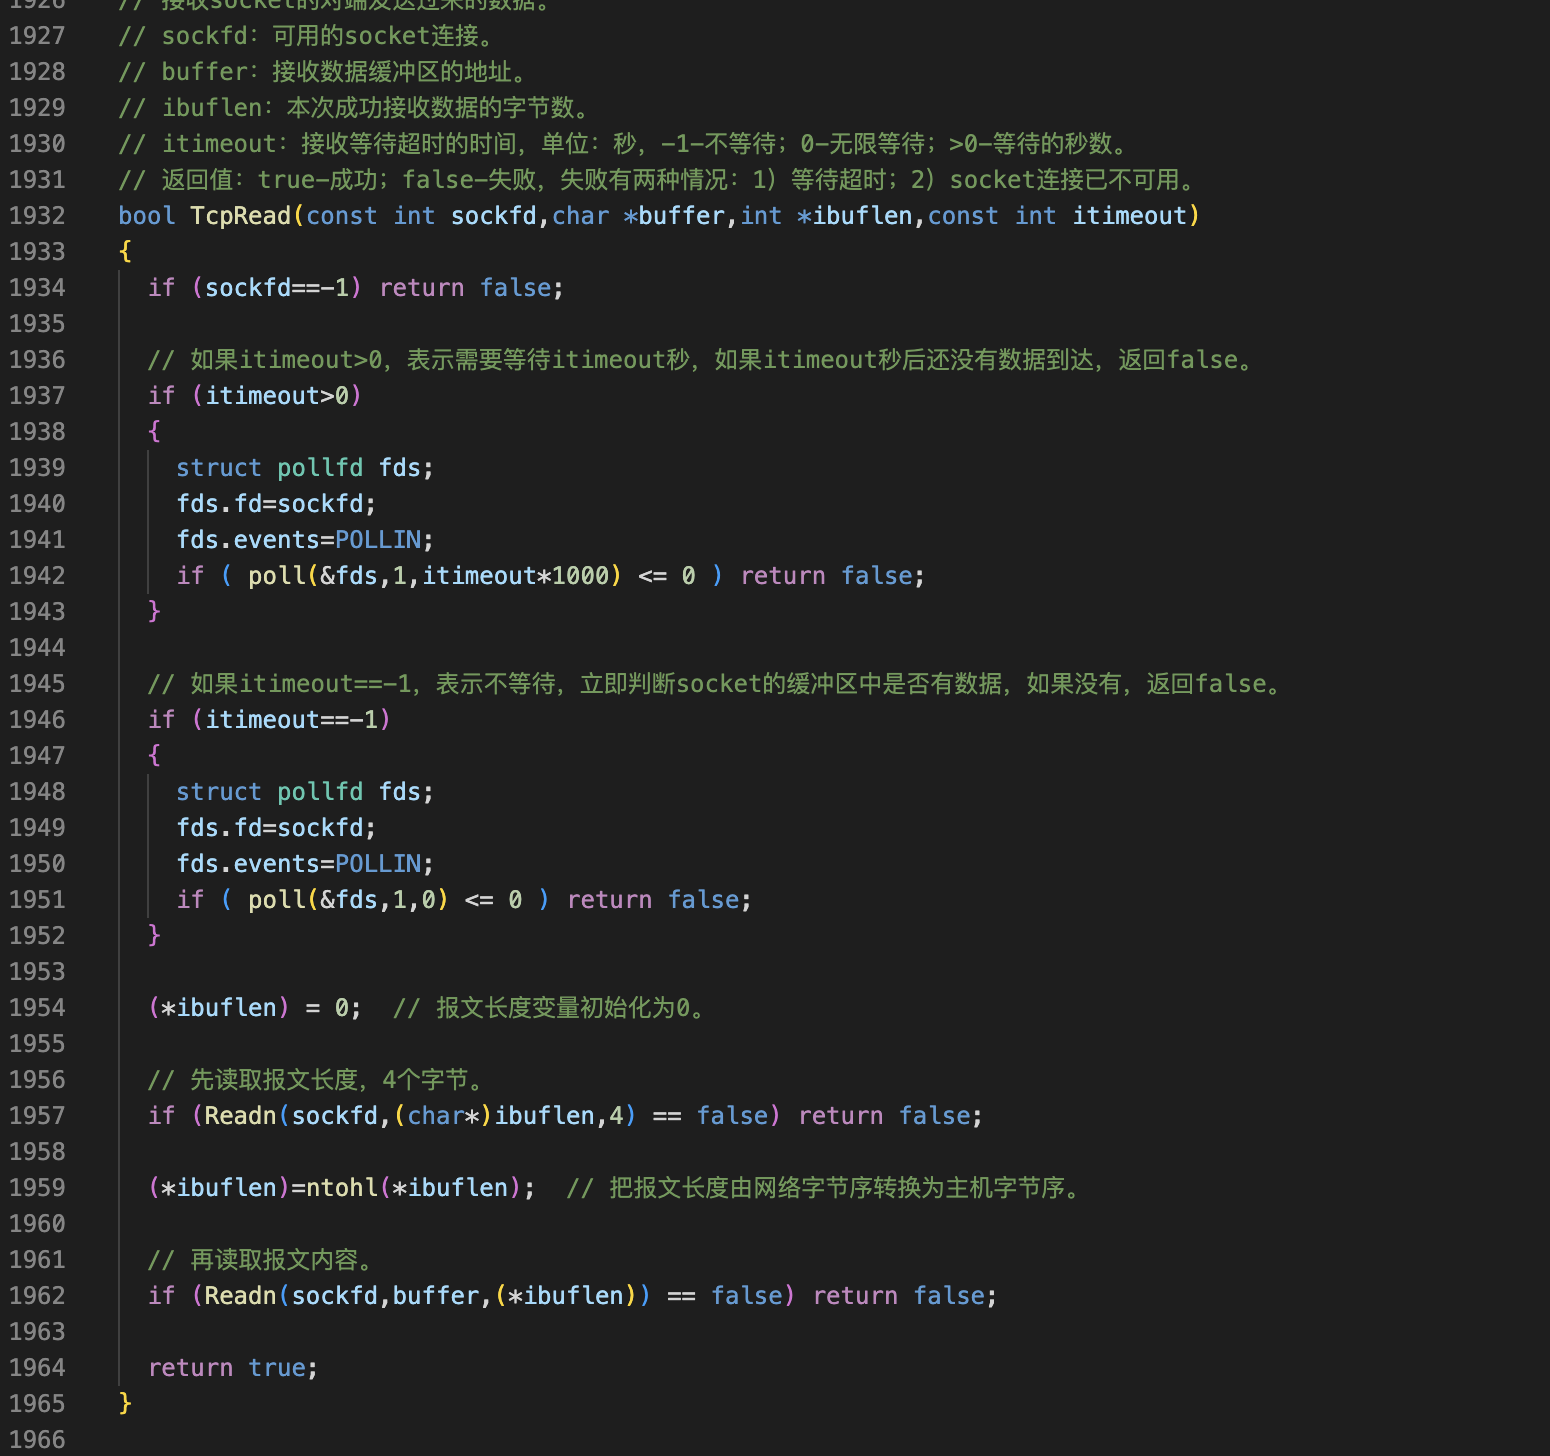 1926 // 接收socket的对端发送过来的数据。
1927 // sockfd：可用的socket连接。
1928 // buffer：接收数据缓冲区的地址。
1929 // ibuflen：本次成功接收数据的字节数。
1930 // itimeout：接收等待超时的时间，单位：秒，-1-不等待；0-无限等待；>0-等待的秒数。
1931 // 返回值：true-成功；false-失败，失败有两种情况：1）等待超时；2）socket连接已不可用。
1932 bool TcpRead(const int sockfd,char *buffer,int *ibuflen,const int itimeout)
1933 {
1934   if (sockfd==-1) return false;
1935
1936   // 如果itimeout>0，表示需要等待itimeout秒，如果itimeout秒后还没有数据到达，返回false。
1937   if (itimeout>0)
1938   {
1939     struct pollfd fds;
1940     fds.fd=sockfd;
1941     fds.events=POLLIN;
1942     if ( poll(&fds,1,itimeout*1000) <= 0 ) return false;
1943   }
1944
1945   // 如果itimeout==-1，表示不等待，立即判断socket的缓冲区中是否有数据，如果没有，返回false。
1946   if (itimeout==-1)
1947   {
1948     struct pollfd fds;
1949     fds.fd=sockfd;
1950     fds.events=POLLIN;
1951     if ( poll(&fds,1,0) <= 0 ) return false;
1952   }
1953
1954   (*ibuflen) = 0;  // 报文长度变量初始化为0。
1955
1956   // 先读取报文长度，4个字节。
1957   if (Readn(sockfd,(char*)ibuflen,4) == false) return false;
1958
1959   (*ibuflen)=ntohl(*ibuflen);  // 把报文长度由网络字节序转换为主机字节序。
1960
1961   // 再读取报文内容。
1962   if (Readn(sockfd,buffer,(*ibuflen)) == false) return false;
1963
1964   return true;
1965 }
1966